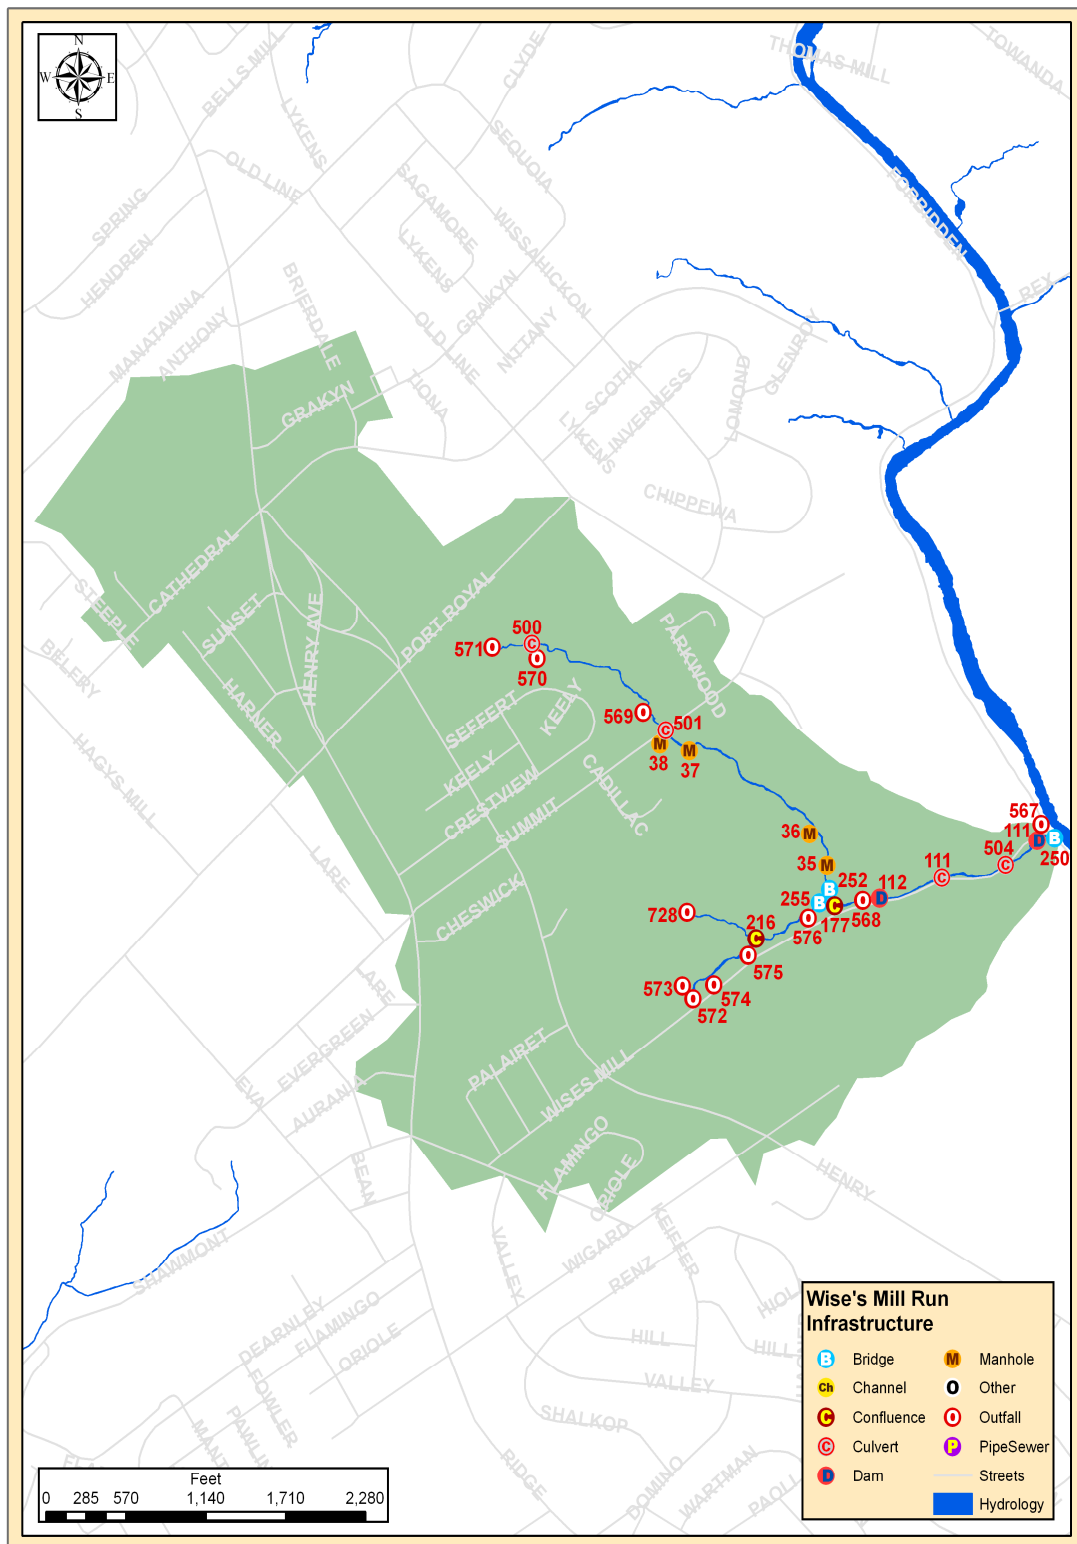 N
W E
S
THOMAS MILL
TOWANDA
BELLS MILL
LYKENS
CLYDE
SEQUOIA
OLD LINE
SAGAMORE
FORBIDDEN
SPRING
HENDREN
LYKENS
WISSAHICKON
BRIERDALE
GRAKYN
REX
MANATAWNA
ANTHONY
OLD LINE
NITTANY
GLENROY
SCOTIA
TIONA
GRAKYN
INVERNESS
LOMOND
LYKENS
CHIPPEWA
CATHEDRAL
STEEPLE
PORT ROYAL
SUNSET
HENRY AVE
PARKWOOD
BELERY
HARNER
500
571
570
SEFFERT
KEELY
569
501
38
37
HAGYS MILL
KEELY
CADILLAC
CRESTVIEW
SUMMIT
36
567
111
250
LARE
35
504
111
CHESWICK
252
112
255
728
216
177
568
576
575
573
574
572
LARE
EVERGREEN
PALAIRET
WISES MILL
EVA
AURANIA
FLAMINGO
ORIOLE
BEAN
HENRY
SHAWMONT
VALLEY
KEIFFER
WIGARD
RENZ
DEARNLEY
FLAMINGO
ORIOLE
HILL
HILL
VALLEY
FOWLER
SHALKOP
RIDGE
DOMINO
WARTMAN
Wise's Mill Run
Infrastructure
B Bridge
M Manhole
Ch Channel
O Other
C Confluence
O Outfall
C Culvert
P PipeSewer
D Dam
Streets
Hydrology
Feet
0 285 570 1,140 1,710 2,280